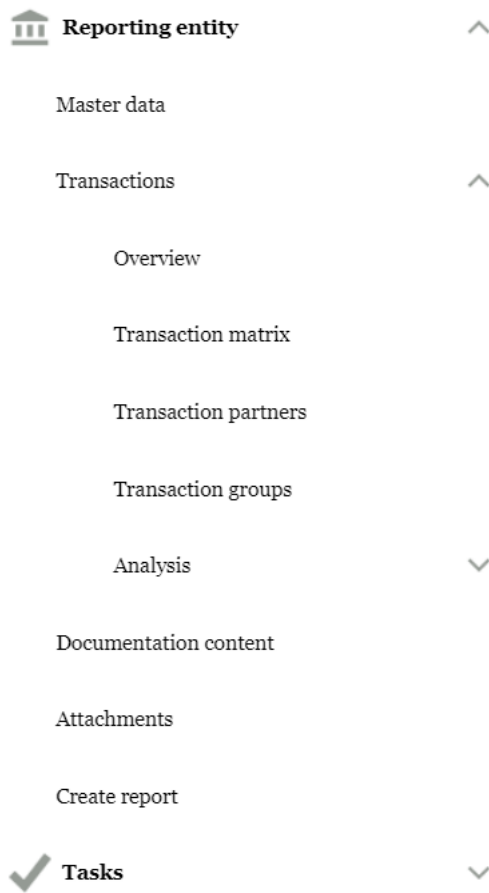 Reporting entity
Master data
Transactions
Overview
Transaction matrix
Transaction partners
Transaction groups
Analysis
Documentation content
Attachments
Create report
Tasks